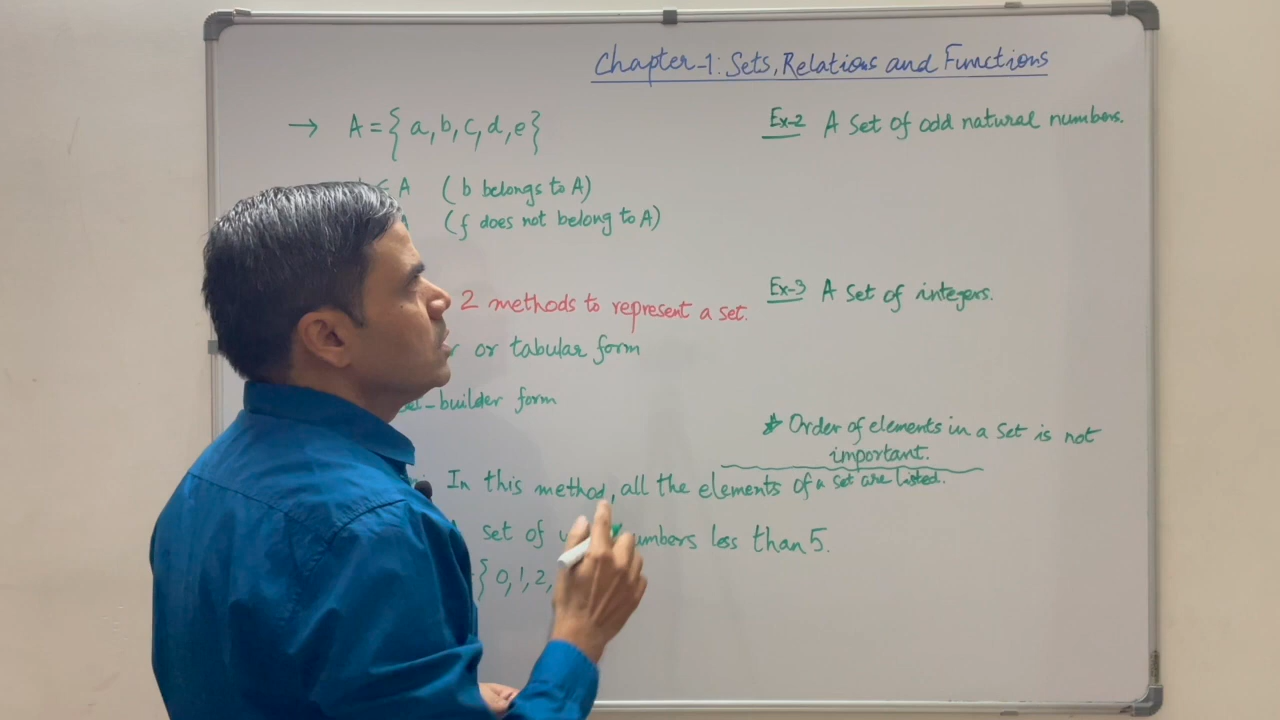 Chapter-1: Sets, Relations and Functions
→ A = { a, b, c, d, e }
A (b belongs to A)
(f does not belong to A)
2 methods to represent a set.
or tabular form
builder form
In this method, all the elements of a set are listed.
set of numbers less than 5.
{ 0, 1, 2,
Ex-2 A set of odd natural numbers.
Ex-3 A set of integers.
* Order of elements in a set is not
important.